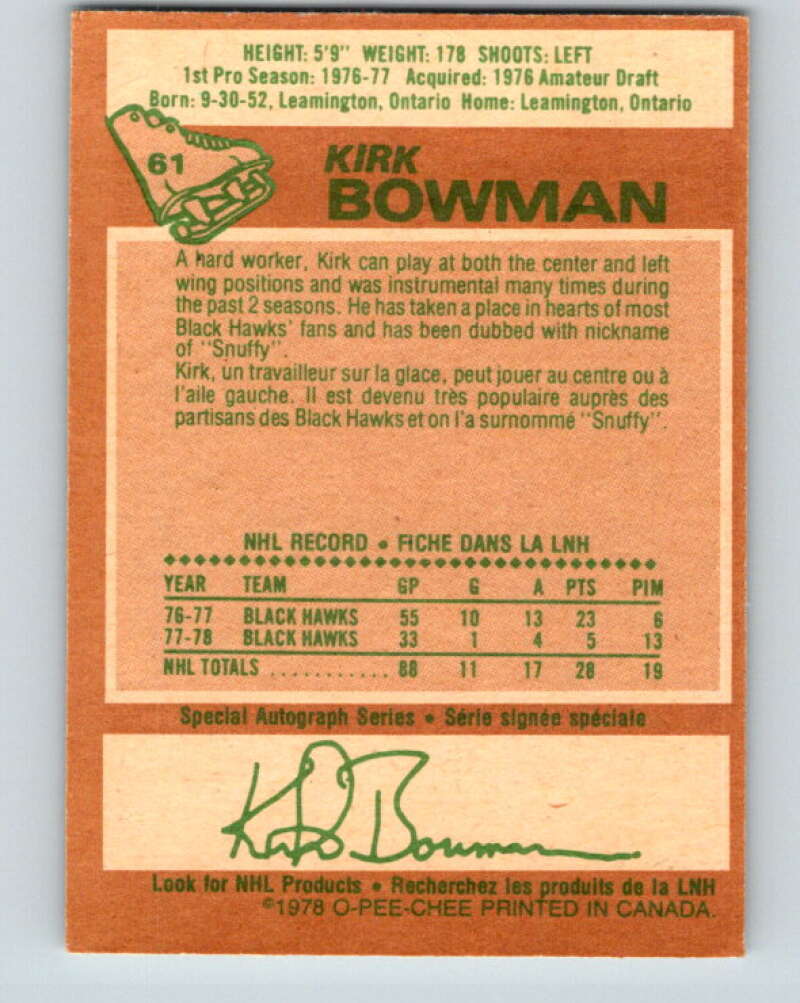 HEIGHT: 5'9" WEIGHT: 178 SHOOTS: LEFT
1st Pro Season: 1976-77 Acquired: 1976 Amateur Draft
Born: 9-30-52, Leamington, Ontario Home: Leamington, Ontario
61
KIRK
BOWMAN
A hard worker, Kirk can play at both the center and left
wing positions and was instrumental many times during
the past 2 seasons. He has taken a place in hearts of most
Black Hawks' fans and has been dubbed with nickname
of "Snuffy".
Kirk, un travailleur sur la glace, peut jouer au centre ou à
l'aile gauche. Il est devenu très populaire auprès des
partisans des Black Hawks et on l'a surnommé "Snuffy".
NHL RECORD • FICHE DANS LA LNH
YEAR TEAM GP G A PTS PIM
76-77 BLACK HAWKS 55 10 13 23 6
77-78 BLACK HAWKS 33 1 4 5 13
NHL TOTALS ............ 88 11 17 28 19
Special Autograph Series • Série signée spéciale
Kirk Bowman
Look for NHL Products • Recherchez les produits de la LNH
©1978 O-PEE-CHEE PRINTED IN CANADA.